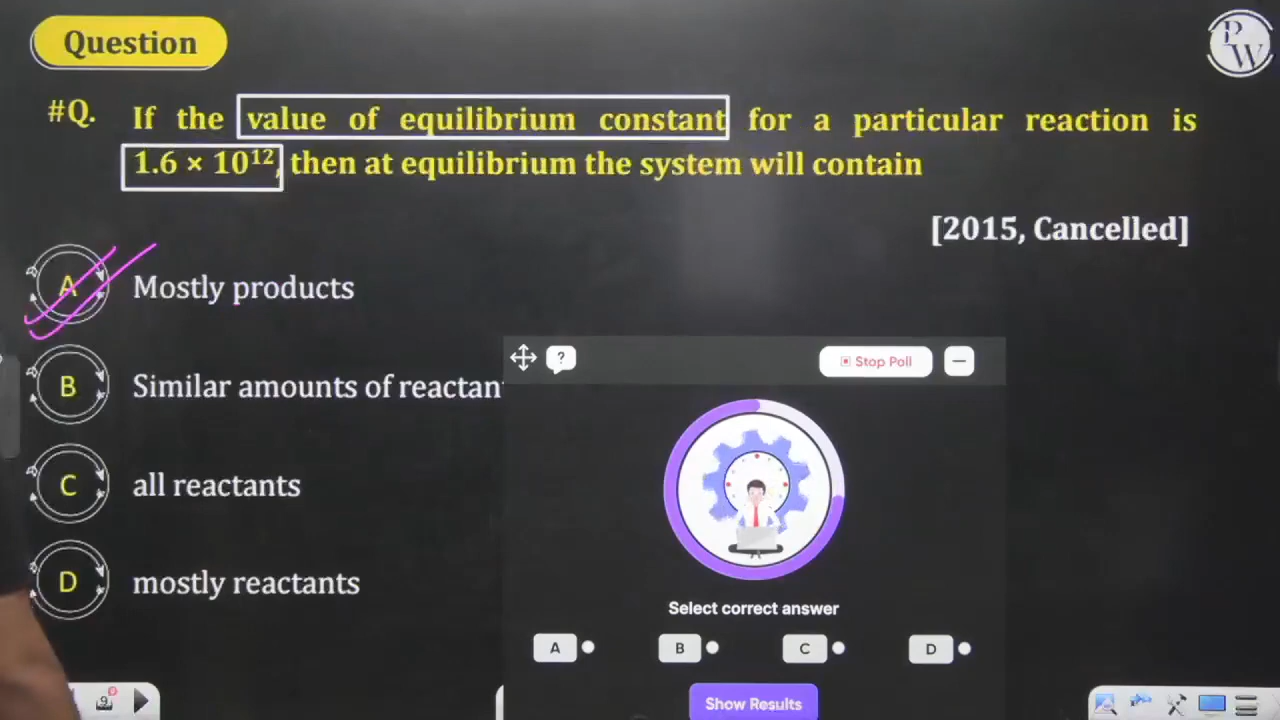 Question
PW
#Q. If the value of equilibrium constant for a particular reaction is
1.6 × 10¹², then at equilibrium the system will contain
[2015, Cancelled]
A Mostly products
B Similar amounts of reactan
C all reactants
D mostly reactants
?
Stop Poll
Select correct answer
A B C D
Show Results
9